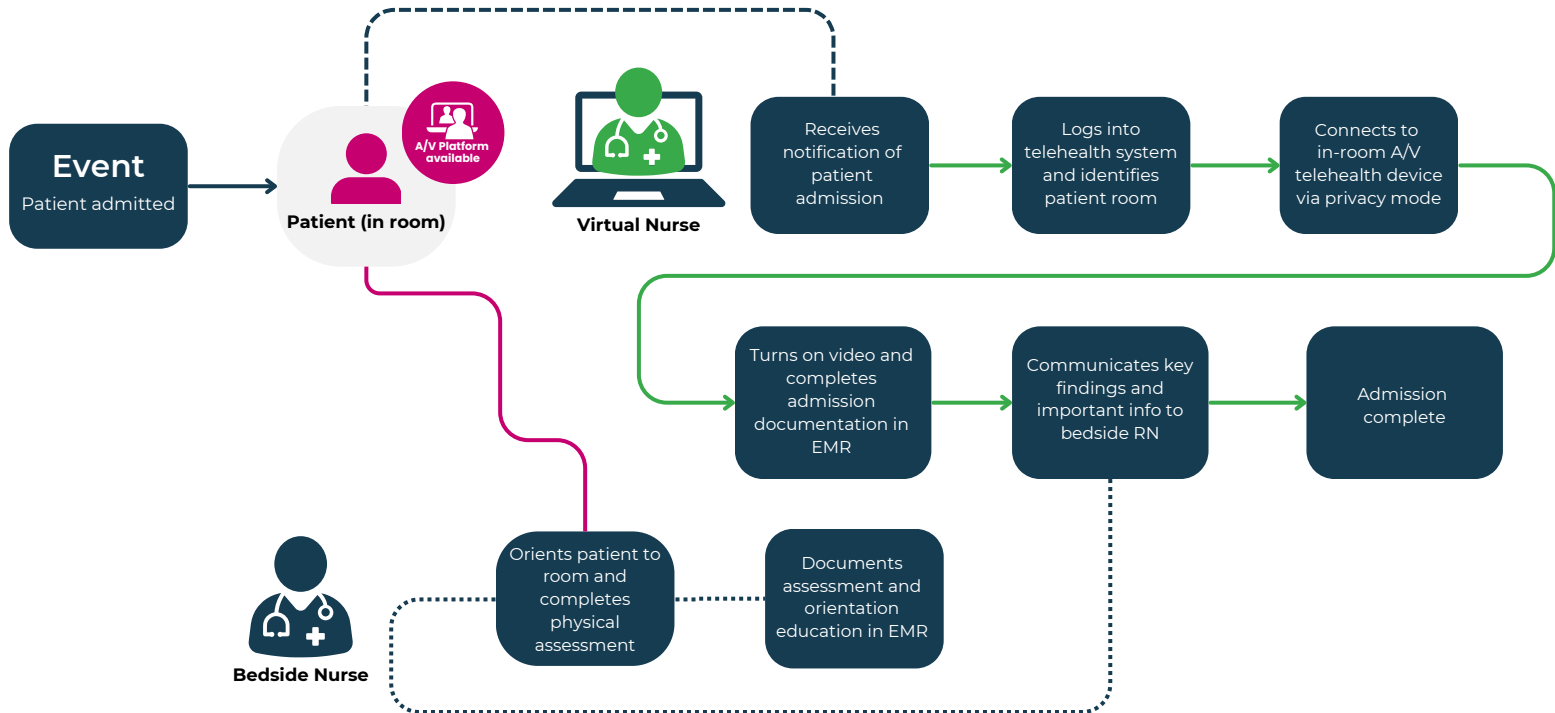 Event
Patient admitted
A/V Platform
available
Patient (in room)
Virtual Nurse
Receives
notification of
patient
admission
Logs into
telehealth system
and identifies
patient room
Connects to
in-room A/V
telehealth device
via privacy mode
Turns on video and
completes
admission
documentation in
EMR
Communicates key
findings and
important info to
bedside RN
Admission
complete
Bedside Nurse
Orients patient to
room and
completes
physical
assessment
Documents
assessment and
orientation
education in EMR